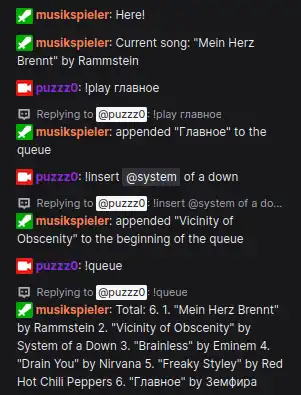 musikspieler: Here!
musikspieler: Current song: "Mein Herz
Brennt" by Rammstein
puzzz0: !play главное
Replying to @puzzz0: !play главное
musikspieler: appended "Главное" to the
queue
puzzz0: !insert @system of a down
Replying to @puzzz0: !insert @system of a do...
musikspieler: appended "Vicinity of
Obscenity" to the beginning of the queue
puzzz0: !queue
Replying to @puzzz0: !queue
musikspieler: Total: 6. 1. "Mein Herz Brennt"
by Rammstein 2. "Vicinity of Obscenity" by
System of a Down 3. "Brainless" by Eminem 4.
"Drain You" by Nirvana 5. "Freaky Styley" by Red
Hot Chili Peppers 6. "Главное" by Земфира